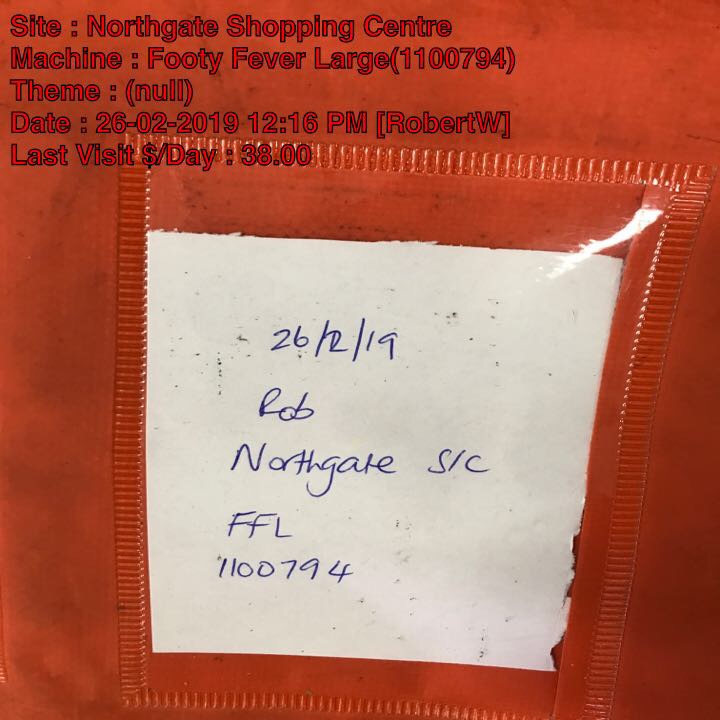 Site : Northgate Shopping Centre
Machine : Footy Fever Large(1100794)
Theme : (null)
Date : 26-02-2019 12:16 PM [RobertW]
Last Visit $/Day : 38.00
26/2/19
Rob
Northgate S/C
FFL
1100794